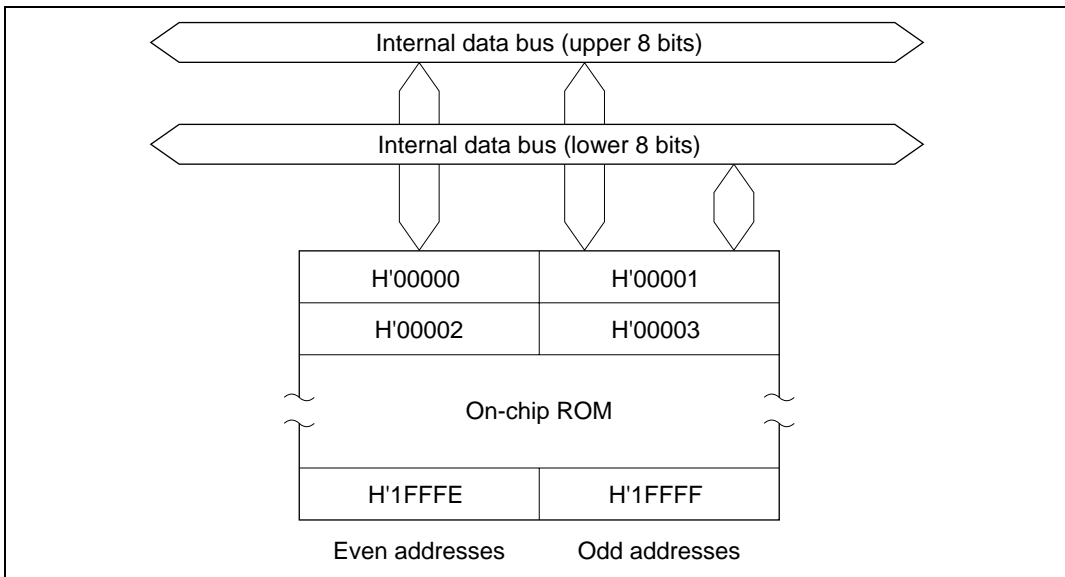 Internal data bus (upper 8 bits)
Internal data bus (lower 8 bits)
H'00000 H'00001
H'00002 H'00003
On-chip ROM
H'1FFFE H'1FFFF
Even addresses Odd addresses